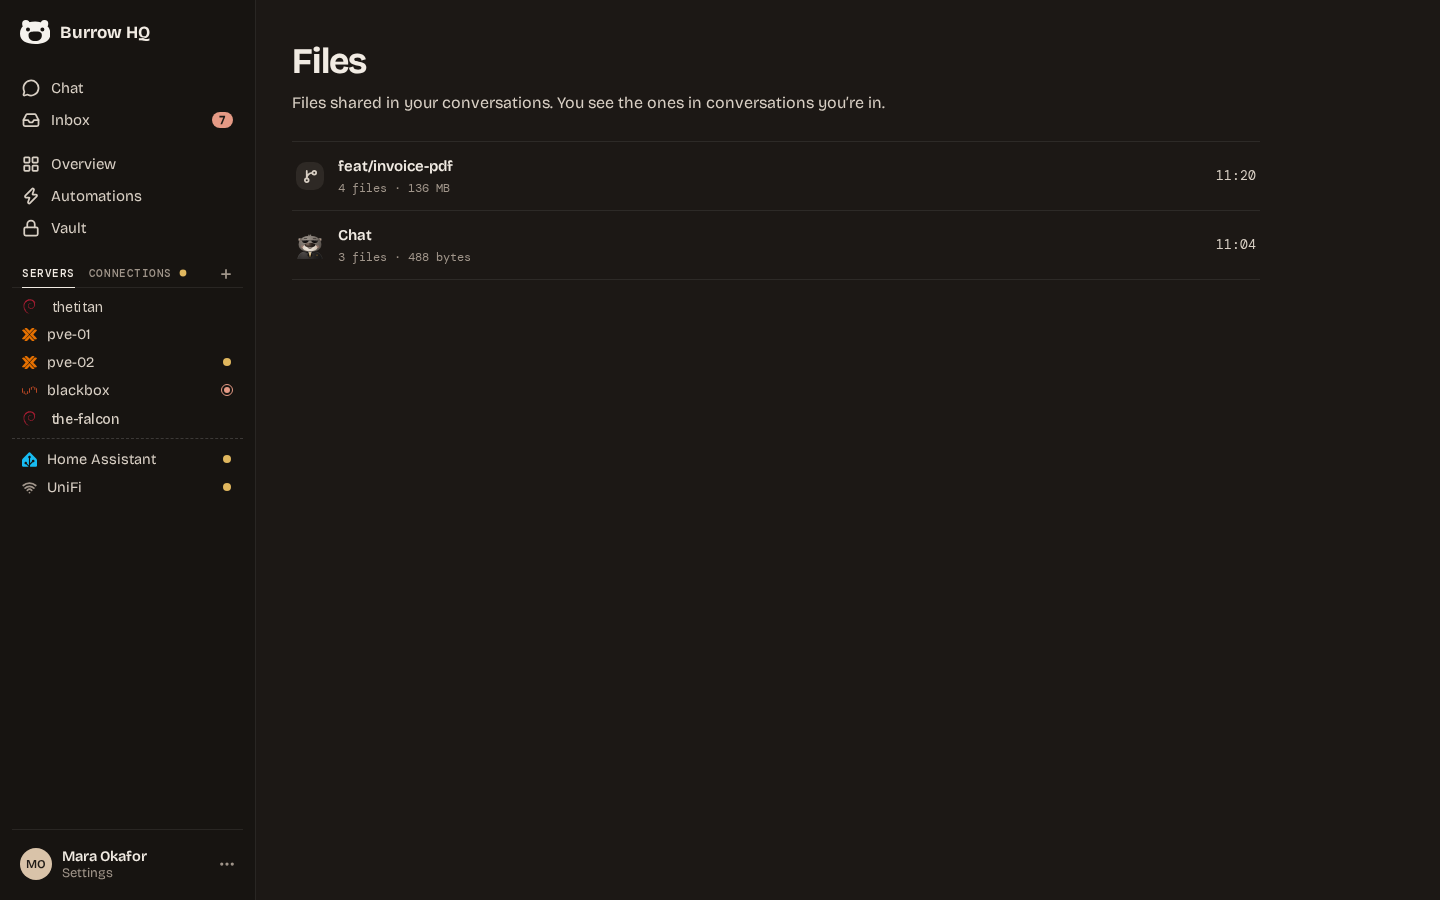 Burrow HQ
Chat
Inbox
7
Overview
Automations
Vault
SERVERS CONNECTIONS
thetitan
pve-01
pve-02
blackbox
the-falcon
Home Assistant
UniFi
MO
Mara Okafor
Settings
Files
Files shared in your conversations. You see the ones in conversations you're in.
feat/invoice-pdf
4 files · 136 MB
11:20
Chat
3 files · 488 bytes
11:04